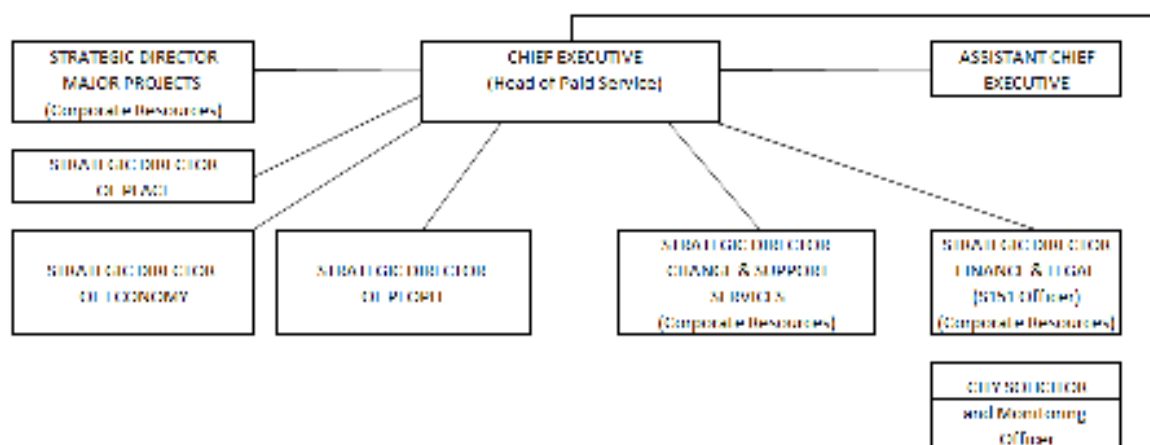 STRATEGIC DIRECTOR
MAJOR PROJECTS
(Corporate Resources)
CHIEF EXECUTIVE
(Head of Paid Service)
ASSISTANT CHIEF
EXECUTIVE
STRATEGIC DIRECTOR
OF PLACE
STRATEGIC DIRECTOR
OF ECONOMY
STRATEGIC DIRECTOR
OF PEOPLE
STRATEGIC DIRECTOR
CHANGE & SUPPORT
SERVICES
(Corporate Resources)
STRATEGIC DIRECTOR
FINANCE & LEGAL
(S151 Officer)
(Corporate Resources)
CITY SOLICITOR
and Monitoring
Officer